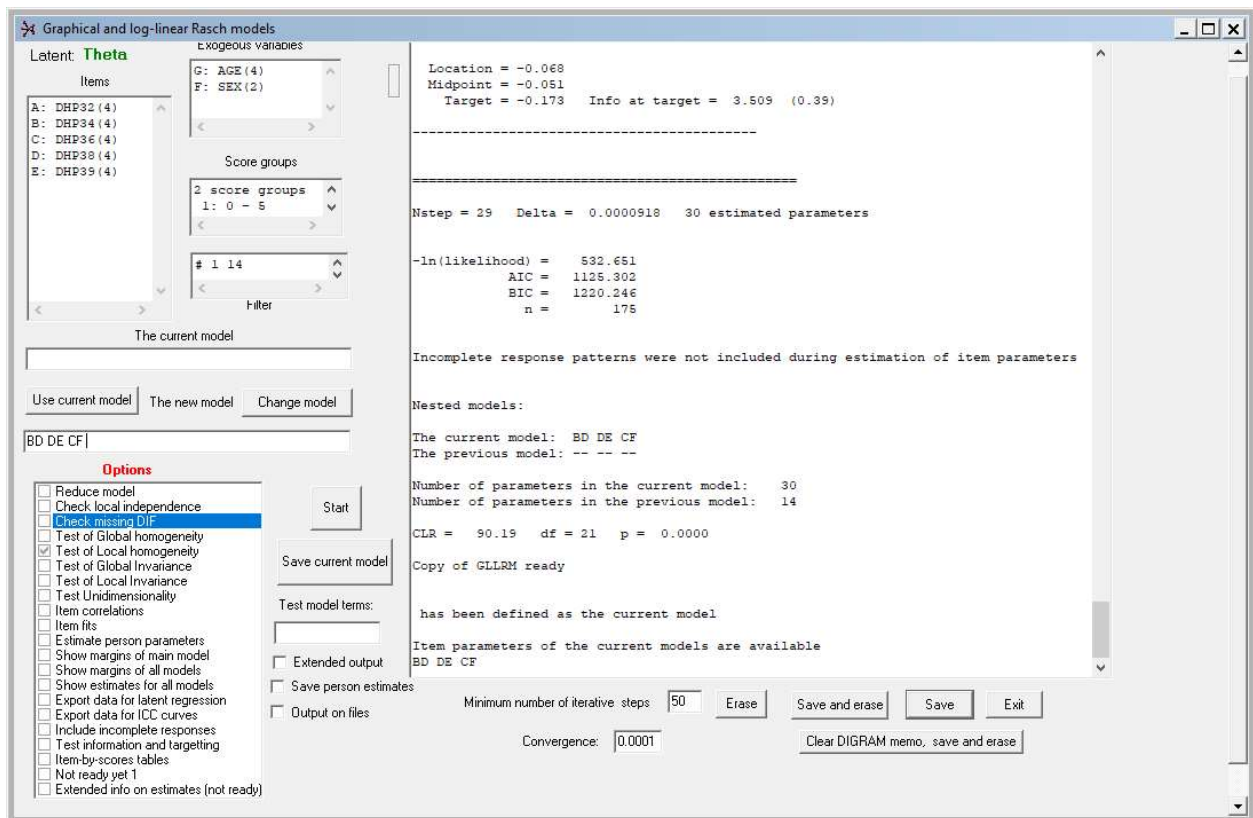 Graphical and log-linear Rasch models
Latent: Theta
Items
A: DHP32(4)
B: DHP34(4)
C: DHP36(4)
D: DHP38(4)
E: DHP39(4)
Exogeous variables
G: AGE(4)
F: SEX(2)
Score groups
2 score groups
1: 0 - 5
# 1 14
Filter
The current model
Use current model
The new model
Change model
BD DE CF
Options
Reduce model
Check local independence
Check missing DIF
Test of Global homogeneity
Test of Local homogeneity
Test of Global Invariance
Test of Local Invariance
Test Unidimensionality
Item correlations
Item fits
Estimate person parameters
Show margins of main model
Show margins of all models
Show estimates for all models
Export data for latent regression
Export data for ICC curves
Include incomplete responses
Test information and targetting
Item-by-scores tables
Not ready yet 1
Extended info on estimates (not ready)
Start
Save current model
Test model terms:
Extended output
Save person estimates
Output on files
Location = -0.068
Midpoint = -0.051
Target = -0.173 Info at target = 3.509 (0.39)
-------------------------------------------
================================================
Nstep = 29 Delta = 0.0000918 30 estimated parameters
-ln(likelihood) = 532.651
AIC = 1125.302
BIC = 1220.246
n = 175
Incomplete response patterns were not included during estimation of item parameters
Nested models:
The current model: BD DE CF
The previous model: -- -- --
Number of parameters in the current model: 30
Number of parameters in the previous model: 14
CLR = 90.19 df = 21 p = 0.0000
Copy of GLLRM ready
has been defined as the current model
Item parameters of the current models are available
BD DE CF
Minimum number of iterative steps 50 Erase Save and erase Save Exit
Convergence: 0.0001 Clear DIGRAM memo, save and erase